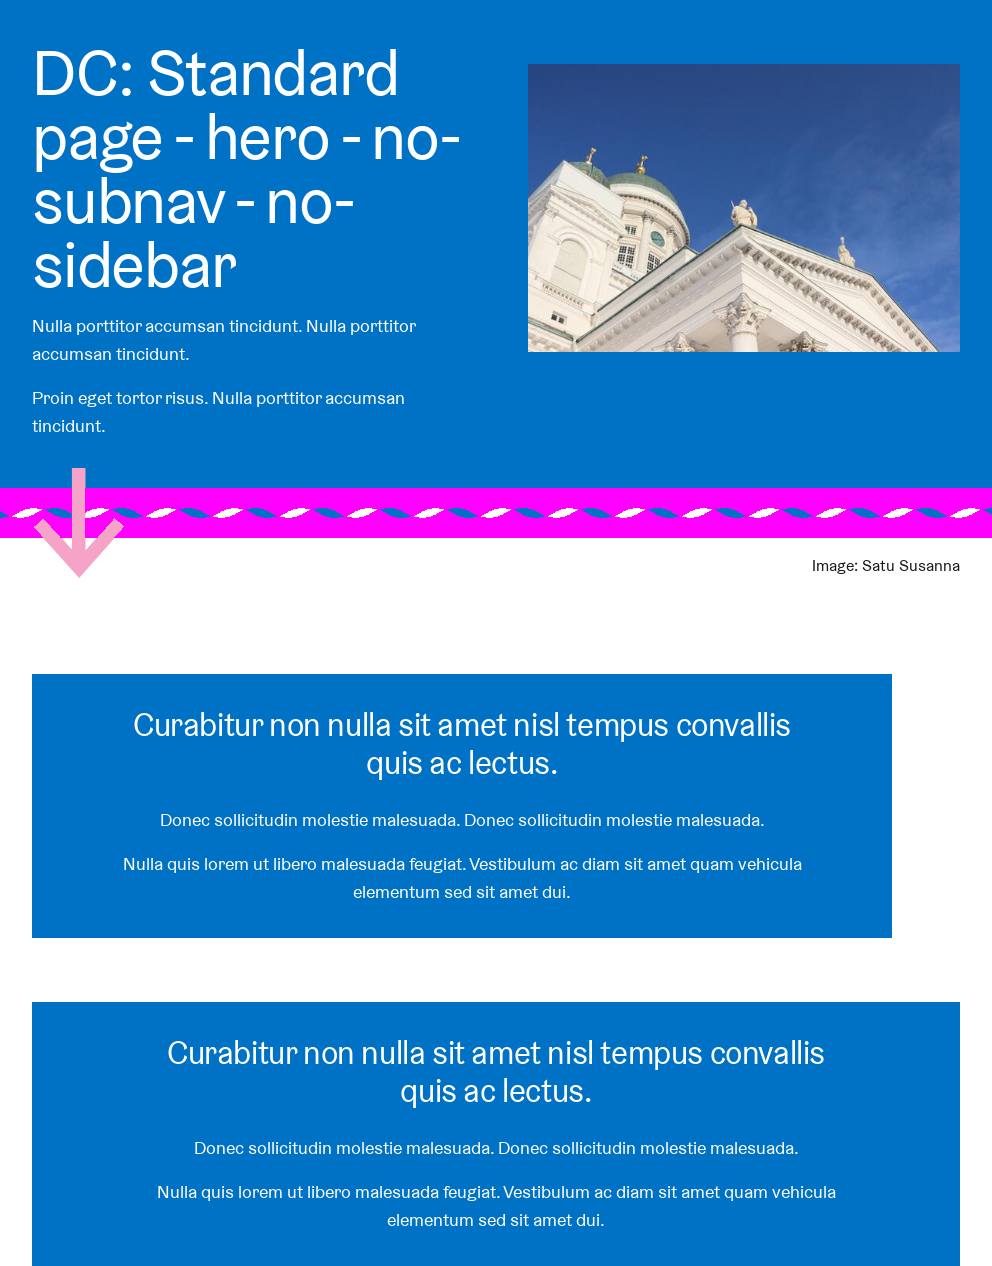 DC: Standard
page - hero - no-
subnav - no-
sidebar
Nulla porttitor accumsan tincidunt. Nulla porttitor
accumsan tincidunt.
Proin eget tortor risus. Nulla porttitor accumsan
tincidunt.
Image: Satu Susanna
Curabitur non nulla sit amet nisl tempus convallis
quis ac lectus.
Donec sollicitudin molestie malesuada. Donec sollicitudin molestie malesuada.
Nulla quis lorem ut libero malesuada feugiat. Vestibulum ac diam sit amet quam vehicula
elementum sed sit amet dui.
Curabitur non nulla sit amet nisl tempus convallis
quis ac lectus.
Donec sollicitudin molestie malesuada. Donec sollicitudin molestie malesuada.
Nulla quis lorem ut libero malesuada feugiat. Vestibulum ac diam sit amet quam vehicula
elementum sed sit amet dui.